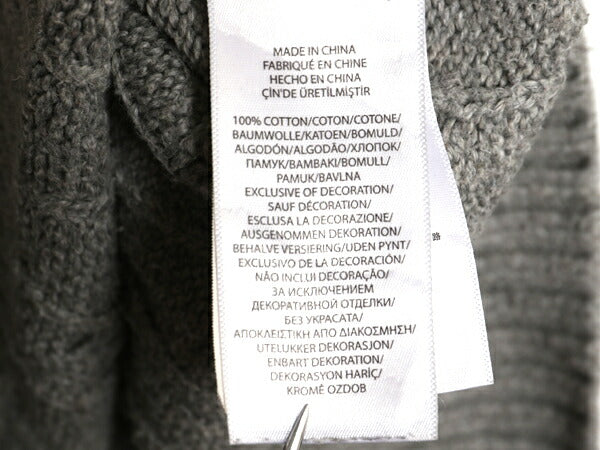 MADE IN CHINA
FABRIQUÉ EN CHINE
HECHO EN CHINA
ÇİN'DE ÜRETİLMİŞTİR
100% COTTON/COTON/COTONE/
BAUMWOLLE/KATOEN/BOMULD/
ALGODÓN/ALGODÃO/ХЛОПОК/
ПАМУК/BAMBAKI/BOMULL/
PAMUK/BAVLNA
EXCLUSIVE OF DECORATION/
SAUF DÉCORATION/
ESCLUSA LA DECORAZIONE/
AUSGENOMMEN DEKORATION/
BEHALVE VERSIERING/UDEN PYNT/
EXCLUSIVO DE LA DECORACIÓN/
NÃO INCLUI DECORAÇÃO/
ЗА ИСКЛЮЧЕНИЕМ
ДЕКОРАТИВНОЙ ОТДЕЛКИ/
БЕЗ УКРАСАТА/
ΑΠΟΚΛΕΙΣΤΙΚΗ ΑΠΟ ΔΙΑΚΟΣΜΗΣΗ/
UTELUKKER DEKORASJON/
ENBART DEKORATION/
DEKORASYON HARİÇ/
KROMĚ OZDOB